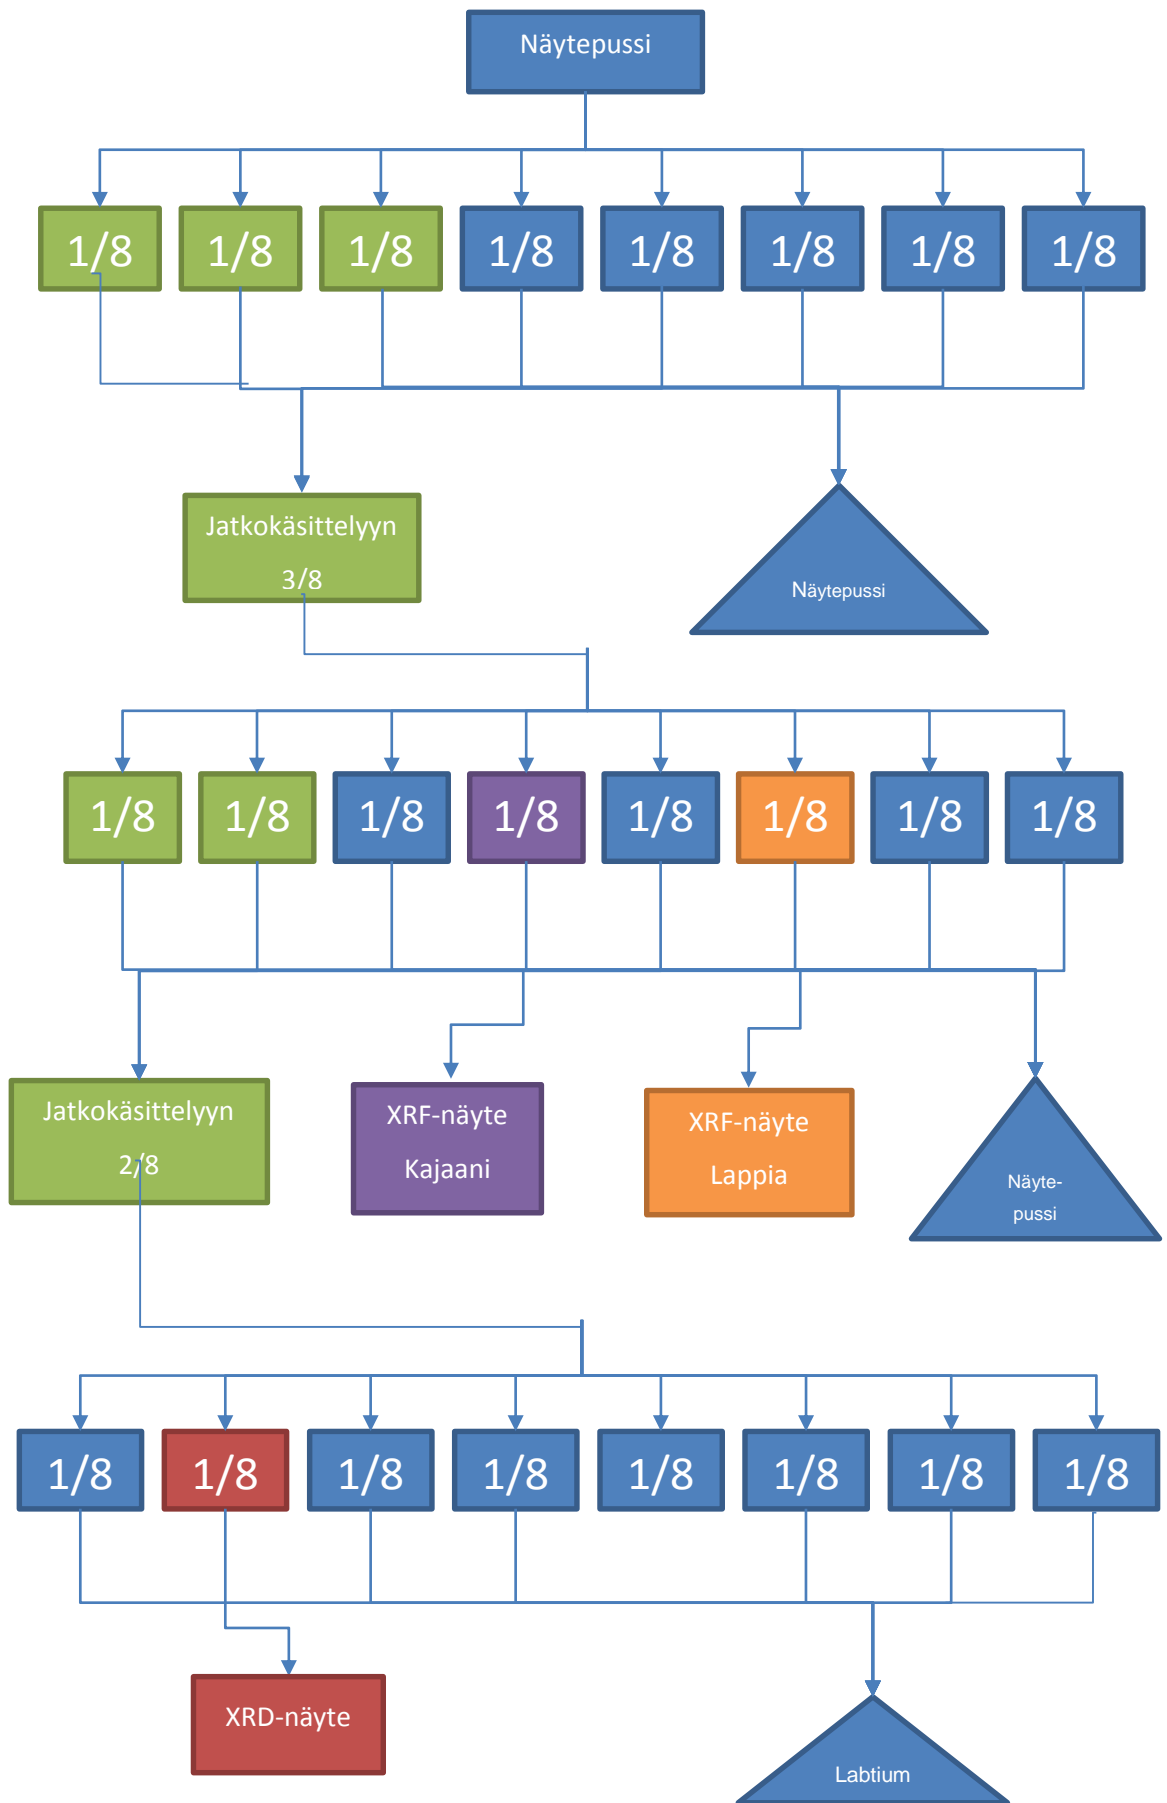 Näytepussi
1/8 1/8 1/8 1/8 1/8 1/8 1/8 1/8
Jatkokäsittelyyn
3/8
Näytepussi
1/8 1/8 1/8 1/8 1/8 1/8 1/8 1/8
Jatkokäsittelyyn
2/8
XRF-näyte
Kajaani
XRF-näyte
Lappia
Näyte-
pussi
1/8 1/8 1/8 1/8 1/8 1/8 1/8 1/8
XRD-näyte
Labtium